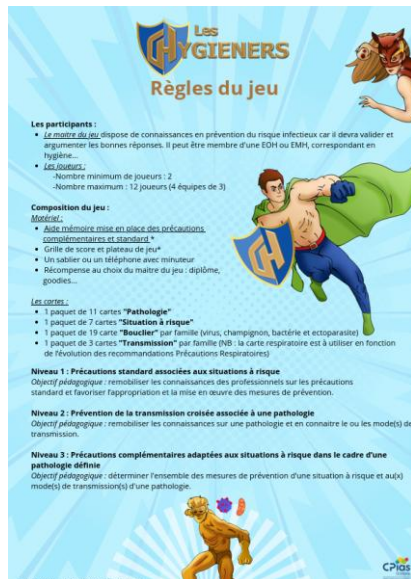 Les
HYGIENERS
Règles du jeu
Les participants :
Le maitre du jeu dispose de connaissances en prévention du risque infectieux car il devra valider et
argumenter les bonnes réponses. Il peut être membre d'une EOH ou EMH, correspondant en
hygiène...
Les joueurs :
-Nombre minimum de joueurs : 2
-Nombre maximum : 12 joueurs (4 équipes de 3)
Composition du jeu :
Matériel :
Aide mémoire mise en place des précautions
complémentaires et standard *
Grille de score et plateau de jeu*
Un sablier ou un téléphone avec minuteur
Récompense au choix du maitre du jeu : diplôme,
goodies...
Les cartes :
1 paquet de 11 cartes "Pathologie"
1 paquet de 7 cartes "Situation à risque"
1 paquet de 19 carte "Bouclier" par famille (virus, champignon, bactérie et ectoparasite)
1 paquet de 3 cartes "Transmission" par famille (NB : la carte respiratoire est à utiliser en fonction
de l'évolution des recommandations Précautions Respiratoires)
Niveau 1 : Précautions standard associées aux situations à risque
Objectif pédagogique : remobiliser les connaissances des professionnels sur les précautions
standard et favoriser l'appropriation et la mise en œuvre des mesures de prévention.
Niveau 2 : Prévention de la transmission croisée associée à une pathologie
Objectif pédagogique : remobiliser les connaissances sur une pathologie et en connaitre le ou les mode(s) de
transmission.
Niveau 3 : Précautions complémentaires adaptées aux situations à risque dans le cadre d'une
pathologie définie
Objectif pédagogique : déterminer l'ensemble des mesures de prévention d'une situation à risque et au(x)
mode(s) de transmission(s) d'une pathologie.
CPias